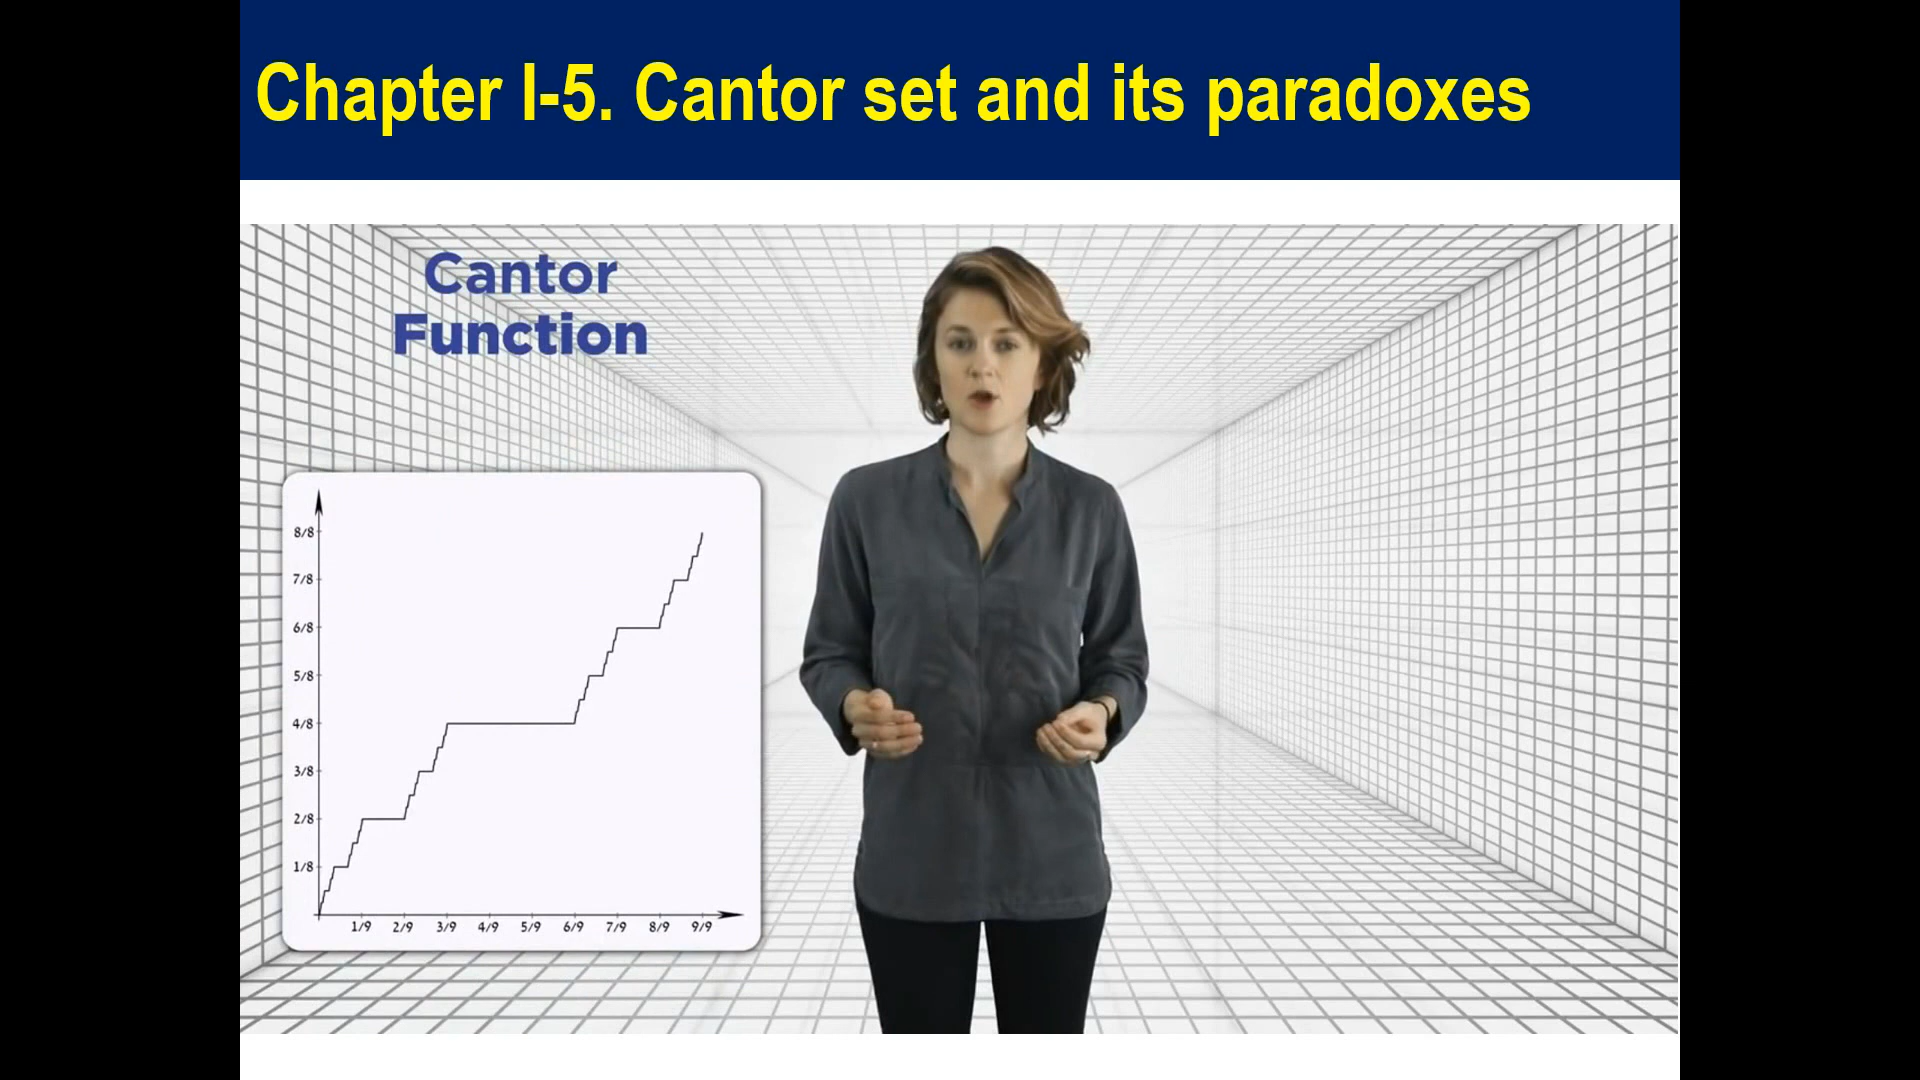 Chapter I-5. Cantor set and its paradoxes
Cantor
Function
8/8
7/8
6/8
5/8
4/8
3/8
2/8
1/8
1/9 2/9 3/9 4/9 5/9 6/9 7/9 8/9 9/9